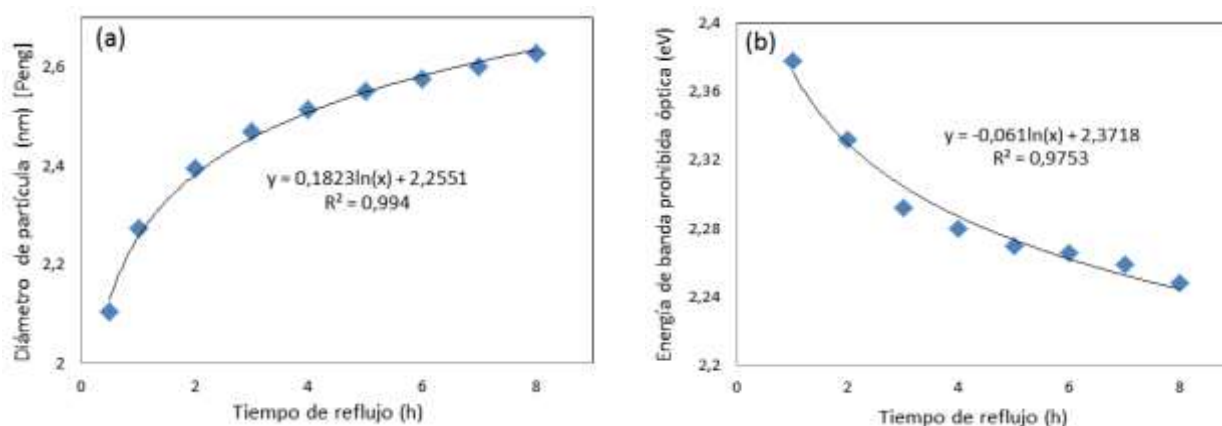 (a)
Diámetro de partícula (nm) [Peng]
2,6
2,4
2,2
2
y = 0,1823ln(x) + 2,2551
R² = 0,994
0
2
4
6
8
Tiempo de reflujo (h)
(b)
Energía de banda prohibida óptica (eV)
2,4
2,36
2,32
2,28
2,24
2,2
y = -0,061ln(x) + 2,3718
R² = 0,9753
0
2
4
6
8
Tiempo de reflujo (h)